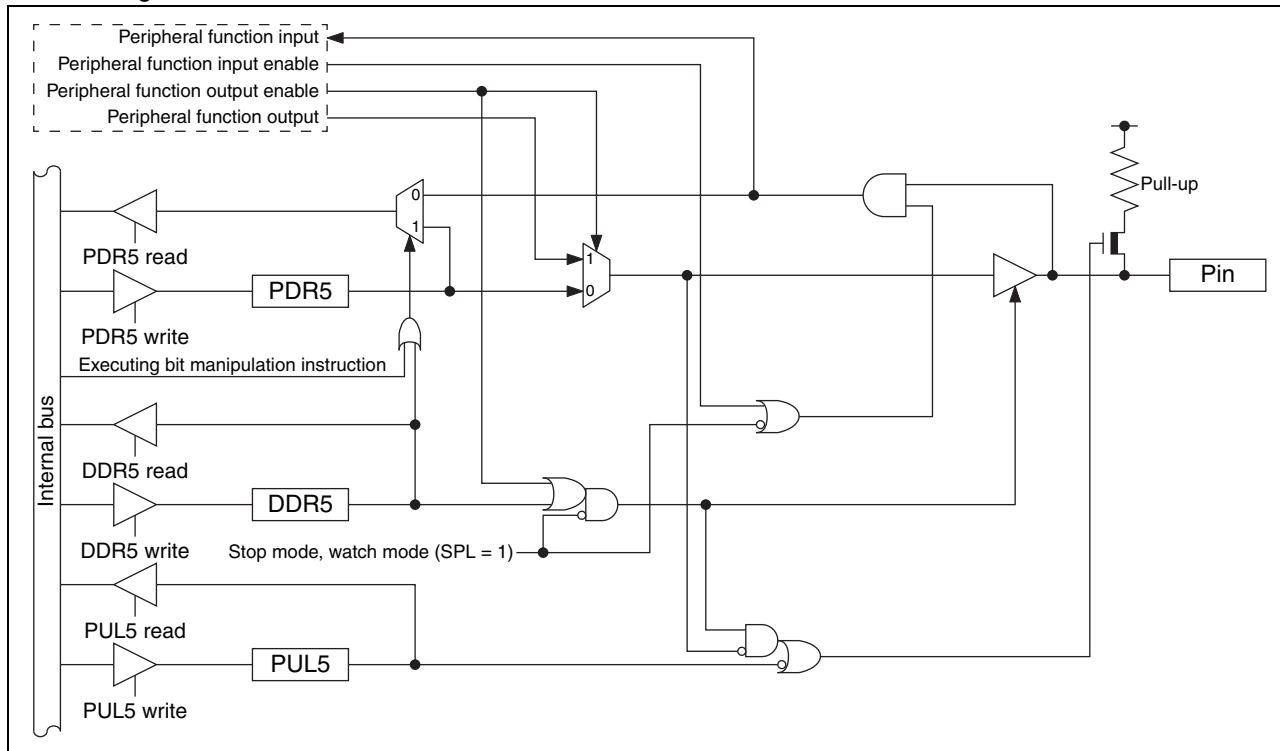 Peripheral function input
Peripheral function input enable
Peripheral function output enable
Peripheral function output
Pull-up
0
1
PDR5 read
1
PDR5
0
Pin
PDR5 write
Executing bit manipulation instruction
Internal bus
DDR5 read
DDR5
DDR5 write
Stop mode, watch mode (SPL = 1)
PUL5 read
PUL5
PUL5 write